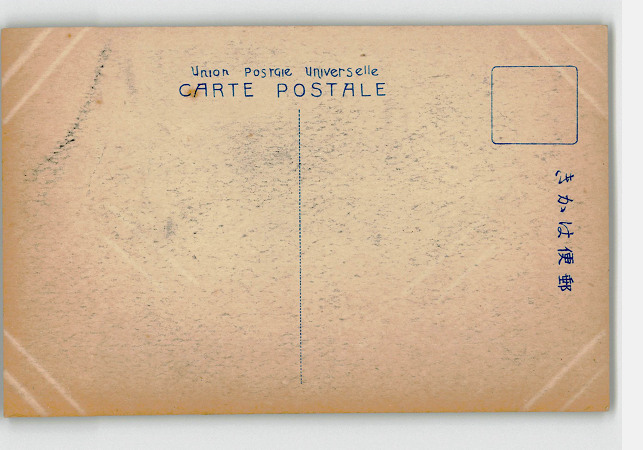 Union Postale Universelle
CARTE POSTALE
きかは便郵